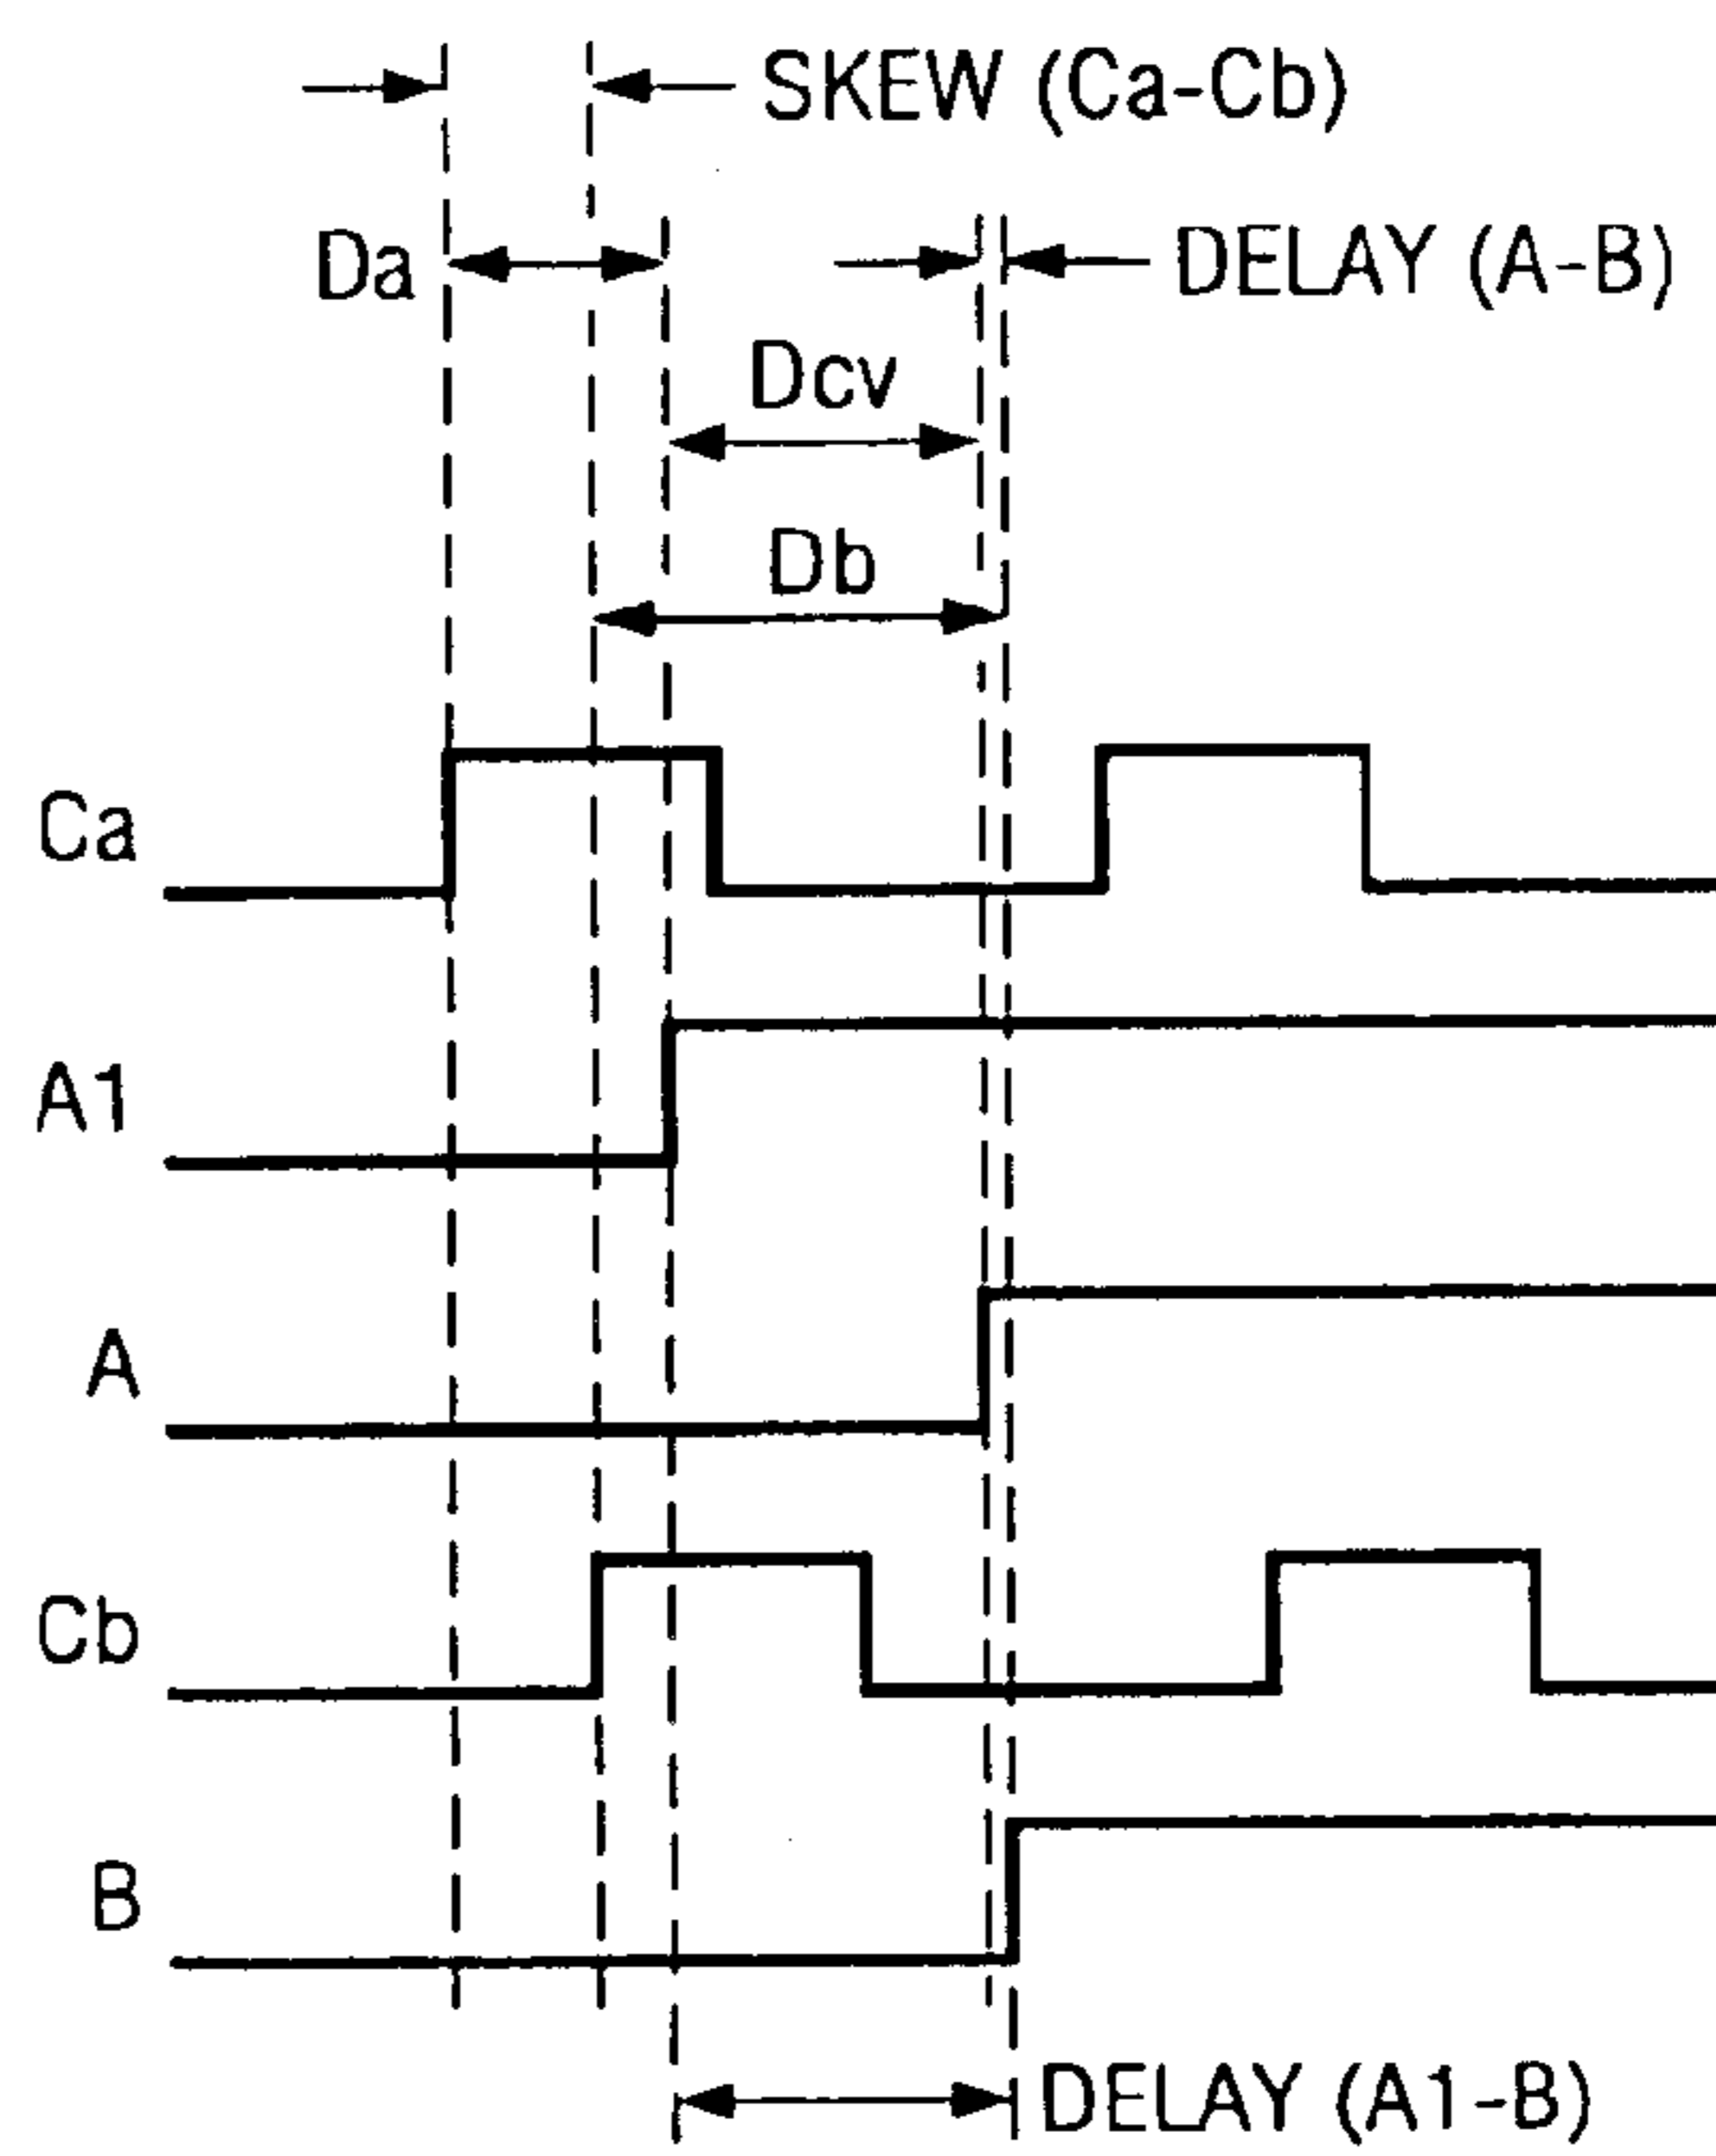 SKEW (Ca-Cb)
Da
DELAY (A-B)
Dcv
Db
Ca
A1
A
Cb
B
DELAY (A1-B)